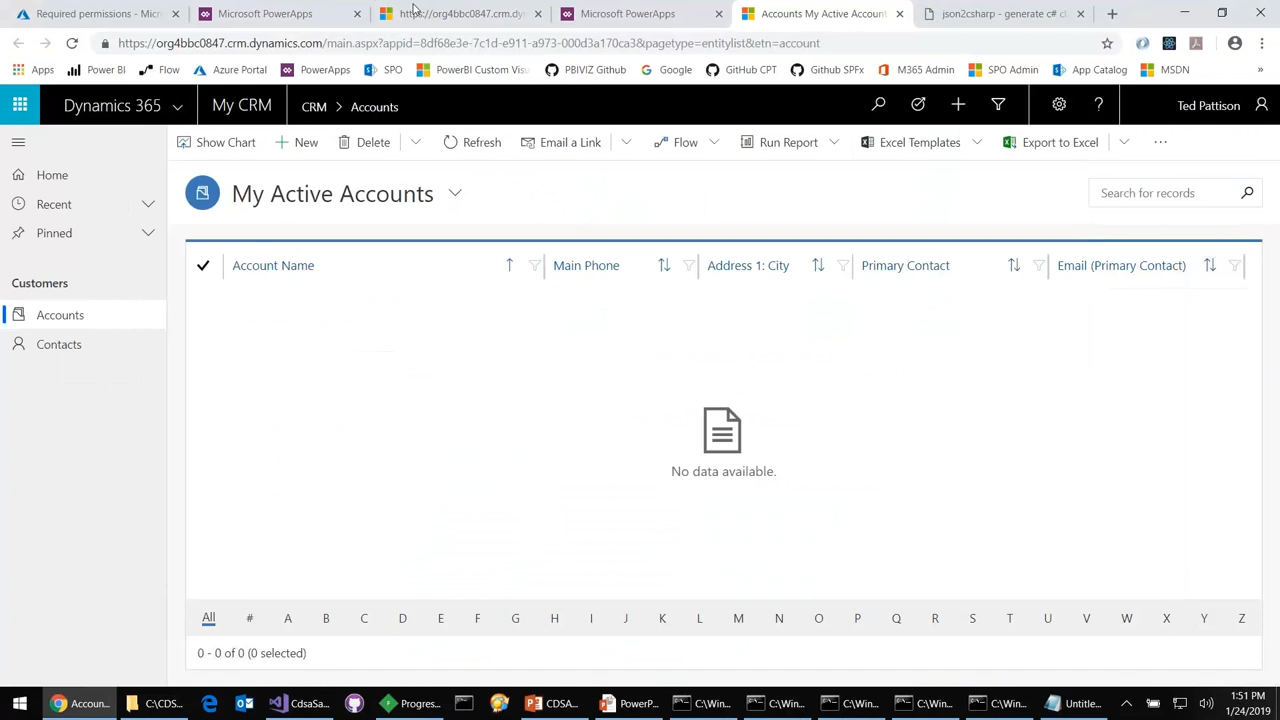 Required permissions - Micr
Microsoft PowerApps
https://org4bbc0847.crm.dyn
Microsoft PowerApps
Accounts My Active Account
json2csharp - generate c# cl
https://org4bbc0847.crm.dynamics.com/main.aspx?appid=8df68e3c-7c1d-e911-a973-000d3a170ca3&pagetype=entitylist&etn=account
Apps
Power BI
Flow
Azure Portal
PowerApps
SPO
PowerBI Custom Visu
PBIVIZ Github
Google
GitHub CPT
Github SPFx
M365 Admin
SPO Admin
App Catalog
MSDN
»
Dynamics 365
My CRM
CRM > Accounts
Ted Pattison
Show Chart
New
Delete
Refresh
Email a Link
Flow
Run Report
Excel Templates
Export to Excel
Home
Recent
Pinned
Customers
Accounts
Contacts
My Active Accounts
Search for records
Account Name
Main Phone
Address 1: City
Primary Contact
Email (Primary Contact)
No data available.
All # A B C D E F G H I J K L M N O P Q R S T U V W X Y Z
0 - 0 of 0 (0 selected)
Accoun...
C:\CDS...
CdsaSa...
Progres...
CDSA...
PowerP...
C:\Win...
C:\Win...
C:\Win...
C:\Win...
C:\Win...
Untitle...
1:51 PM
1/24/2019